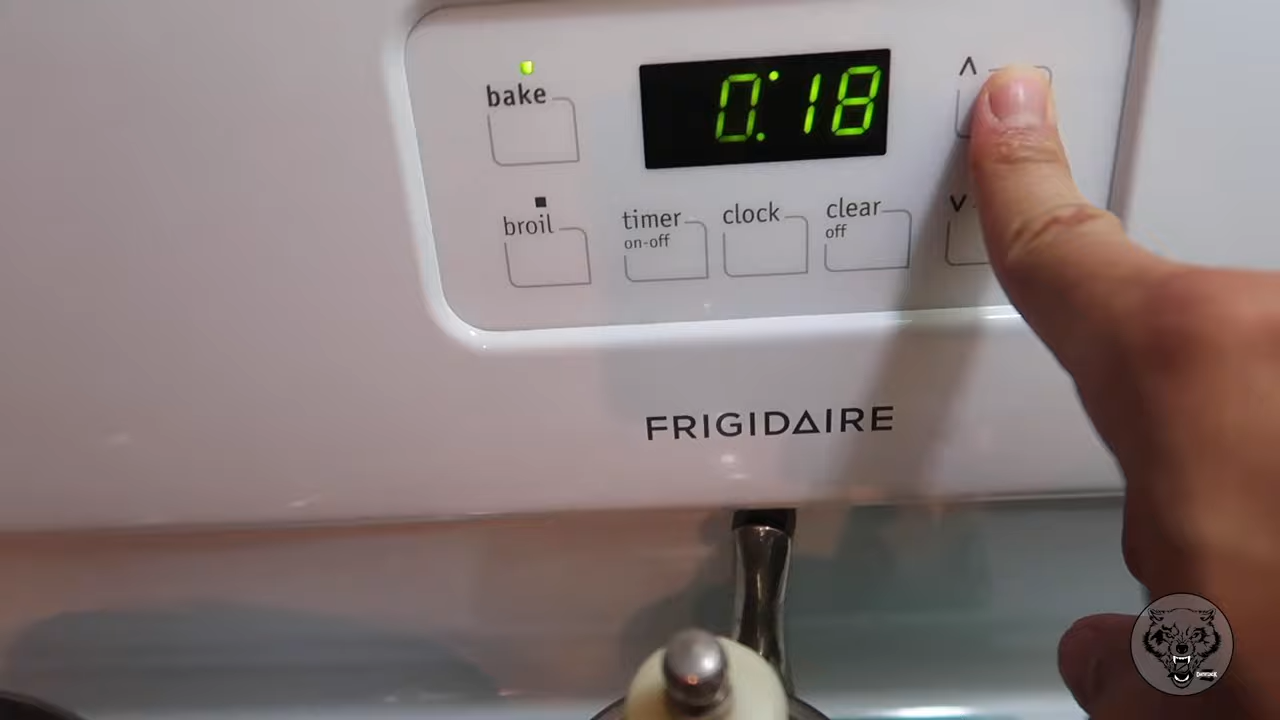 bake
0:18
^
broil
timer
on-off
clock
clear
off
v
FRIGIDAIRE